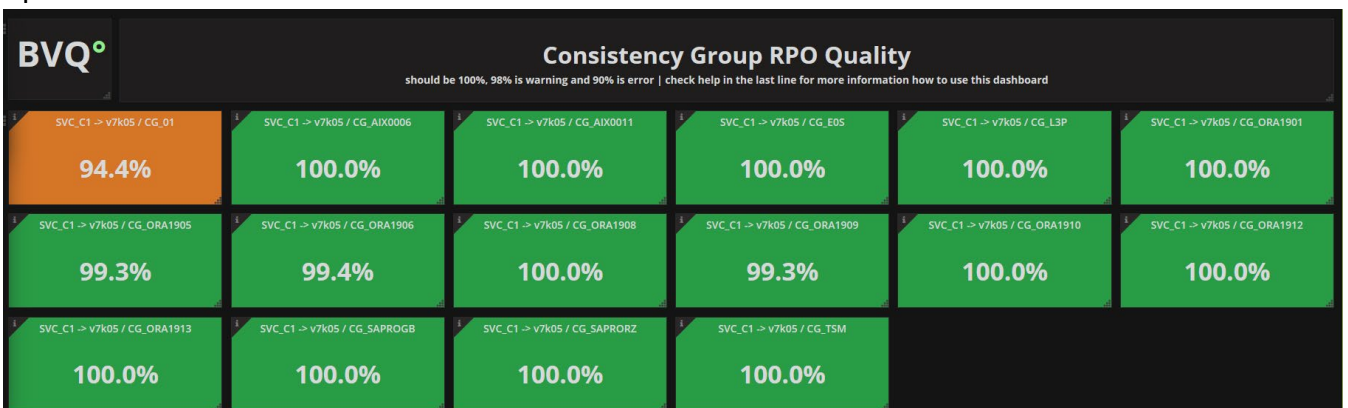 BVQ°
Consistency Group RPO Quality
should be 100%, 98% is warning and 90% is error | check help in the last line for more information how to use this dashboard
SVC_C1 -> v7k05 / CG_01
94.4%
SVC_C1 -> v7k05 / CG_AIX0006
100.0%
SVC_C1 -> v7k05 / CG_AIX0011
100.0%
SVC_C1 -> v7k05 / CG_E0S
100.0%
SVC_C1 -> v7k05 / CG_L3P
100.0%
SVC_C1 -> v7k05 / CG_ORA1901
100.0%
SVC_C1 -> v7k05 / CG_ORA1905
99.3%
SVC_C1 -> v7k05 / CG_ORA1906
99.4%
SVC_C1 -> v7k05 / CG_ORA1908
100.0%
SVC_C1 -> v7k05 / CG_ORA1909
99.3%
SVC_C1 -> v7k05 / CG_ORA1910
100.0%
SVC_C1 -> v7k05 / CG_ORA1912
100.0%
SVC_C1 -> v7k05 / CG_ORA1913
100.0%
SVC_C1 -> v7k05 / CG_SAPROGB
100.0%
SVC_C1 -> v7k05 / CG_SAPRORZ
100.0%
SVC_C1 -> v7k05 / CG_TSM
100.0%